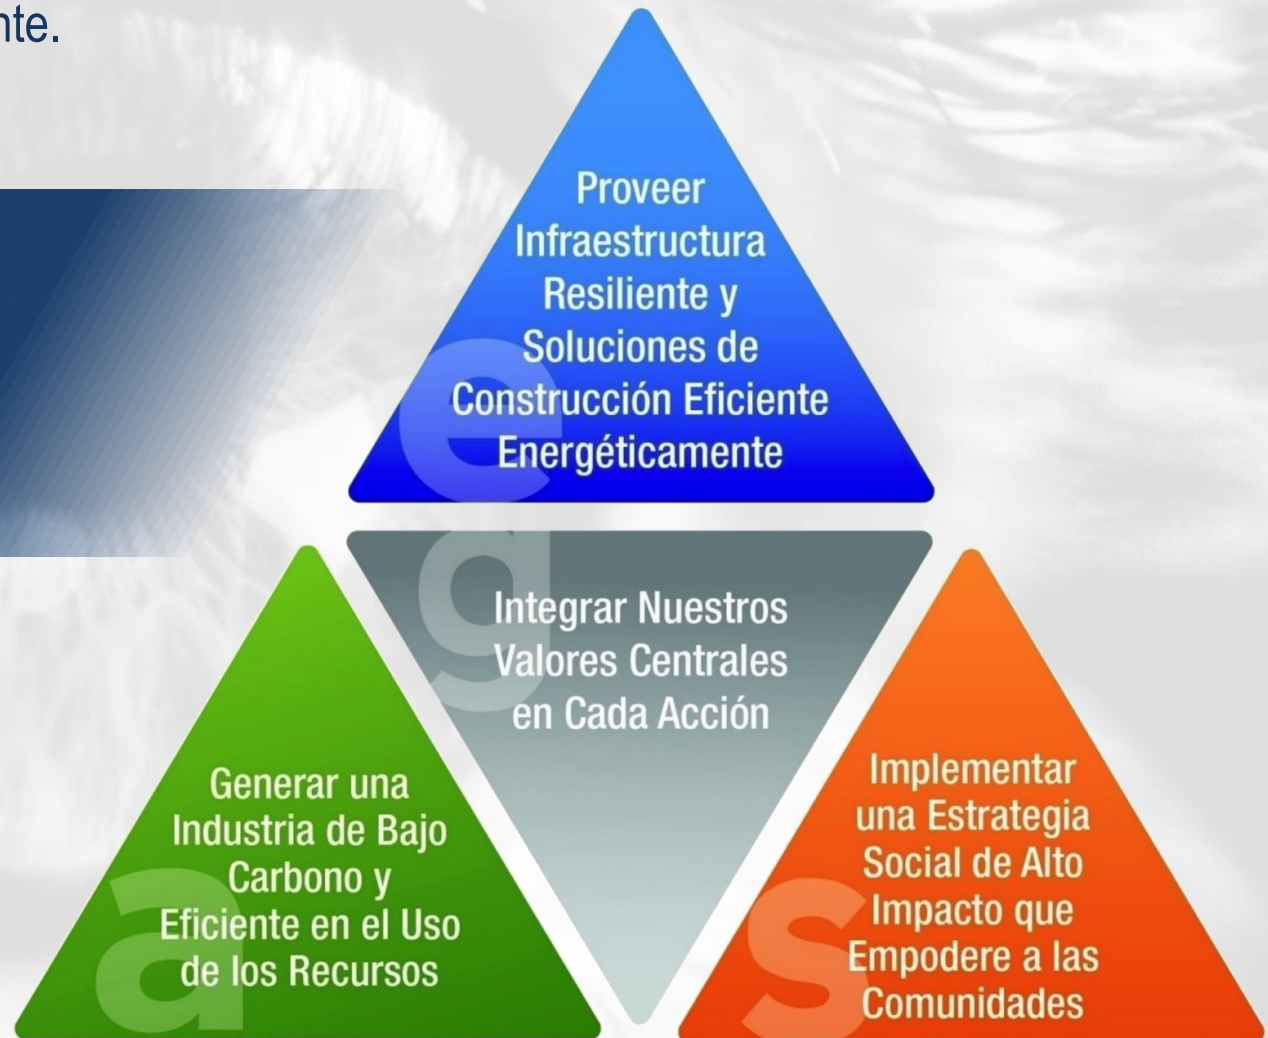 nte.
Proveer
Infraestructura
Resiliente y
Soluciones de
Construcción Eficiente
Energéticamente
e
g
Integrar Nuestros
Valores Centrales
en Cada Acción
Generar una
Industria de Bajo
Carbono y
Eficiente en el Uso
de los Recursos
a
Implementar
una Estrategia
Social de Alto
Impacto que
Empodere a las
Comunidades
s